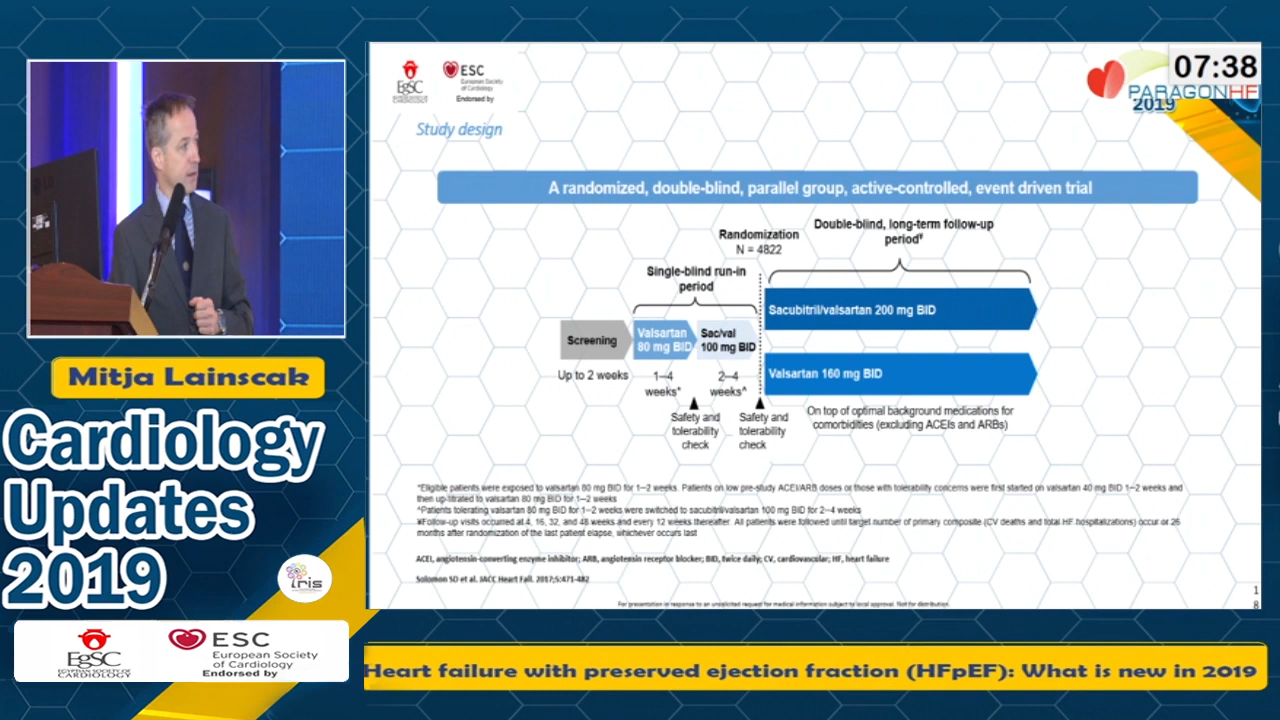 EgSC
EGYPTIAN SOCIETY OF CARDIOLOGY
ESC
European Society
of Cardiology
Endorsed by
07:38
PARAGONHF
2019
Study design
A randomized, double-blind, parallel group, active-controlled, event driven trial
Randomization
N = 4822
Double-blind, long-term follow-up
period¥
Single-blind run-in
period
Screening
Valsartan
80 mg BID
Sac/val
100 mg BID
Sacubitril/valsartan 200 mg BID
Valsartan 160 mg BID
Up to 2 weeks
1–4
weeks*
2–4
weeks^
Safety and
tolerability
check
Safety and
tolerability
check
On top of optimal background medications for
comorbidities (excluding ACEIs and ARBs)
*Eligible patients were exposed to valsartan 80 mg BID for 1–2 weeks. Patients on low pre-study ACEI/ARB doses or those with tolerability concerns were first started on valsartan 40 mg BID 1–2 weeks and
then up-titrated to valsartan 80 mg BID for 1–2 weeks
^Patients tolerating valsartan 80 mg BID for 1–2 weeks were switched to sacubitril/valsartan 100 mg BID for 2–4 weeks
¥Follow-up visits occurred at 4, 16, 32, and 48 weeks and every 12 weeks thereafter. All patients were followed until target number of primary composite (CV deaths and total HF hospitalizations) occur or 26
months after randomization of the last patient elapse, whichever occurs last
ACEI, angiotensin-converting enzyme inhibitor; ARB, angiotensin receptor blocker; BID, twice daily; CV, cardiovascular; HF, heart failure
Solomon SD et al. JACC Heart Fail. 2017;5:471-482
For presentation in response to an unsolicited request for medical information subject to local approval. Not for distribution.
1
8
LG
Mitja Lainscak
Cardiology
Updates
2019
iris
EgSC
EGYPTIAN SOCIETY OF
CARDIOLOGY
ESC
European Society
of Cardiology
Endorsed by
Heart failure with preserved ejection fraction (HFpEF): What is new in 2019